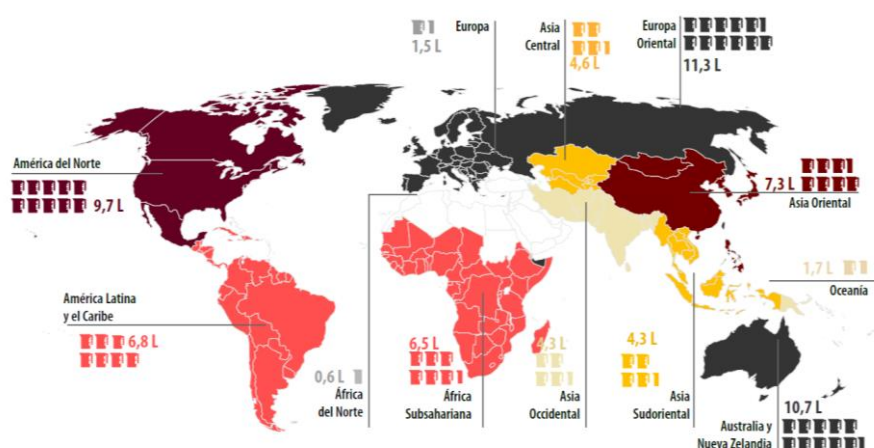 1,5 L
Europa
Asia
Central
4,6 L
Europa
Oriental
11,3 L
América del Norte
9,7 L
7,3 L
Asia Oriental
1,7 L
Oceanía
América Latina
y el Caribe
6,8 L
0,6 L
África
del Norte
6,5 L
África
Subsahariana
4,3 L
Asia
Occidental
4,3 L
Asia
Sudoriental
10,7 L
Australia y
Nueva Zelandia